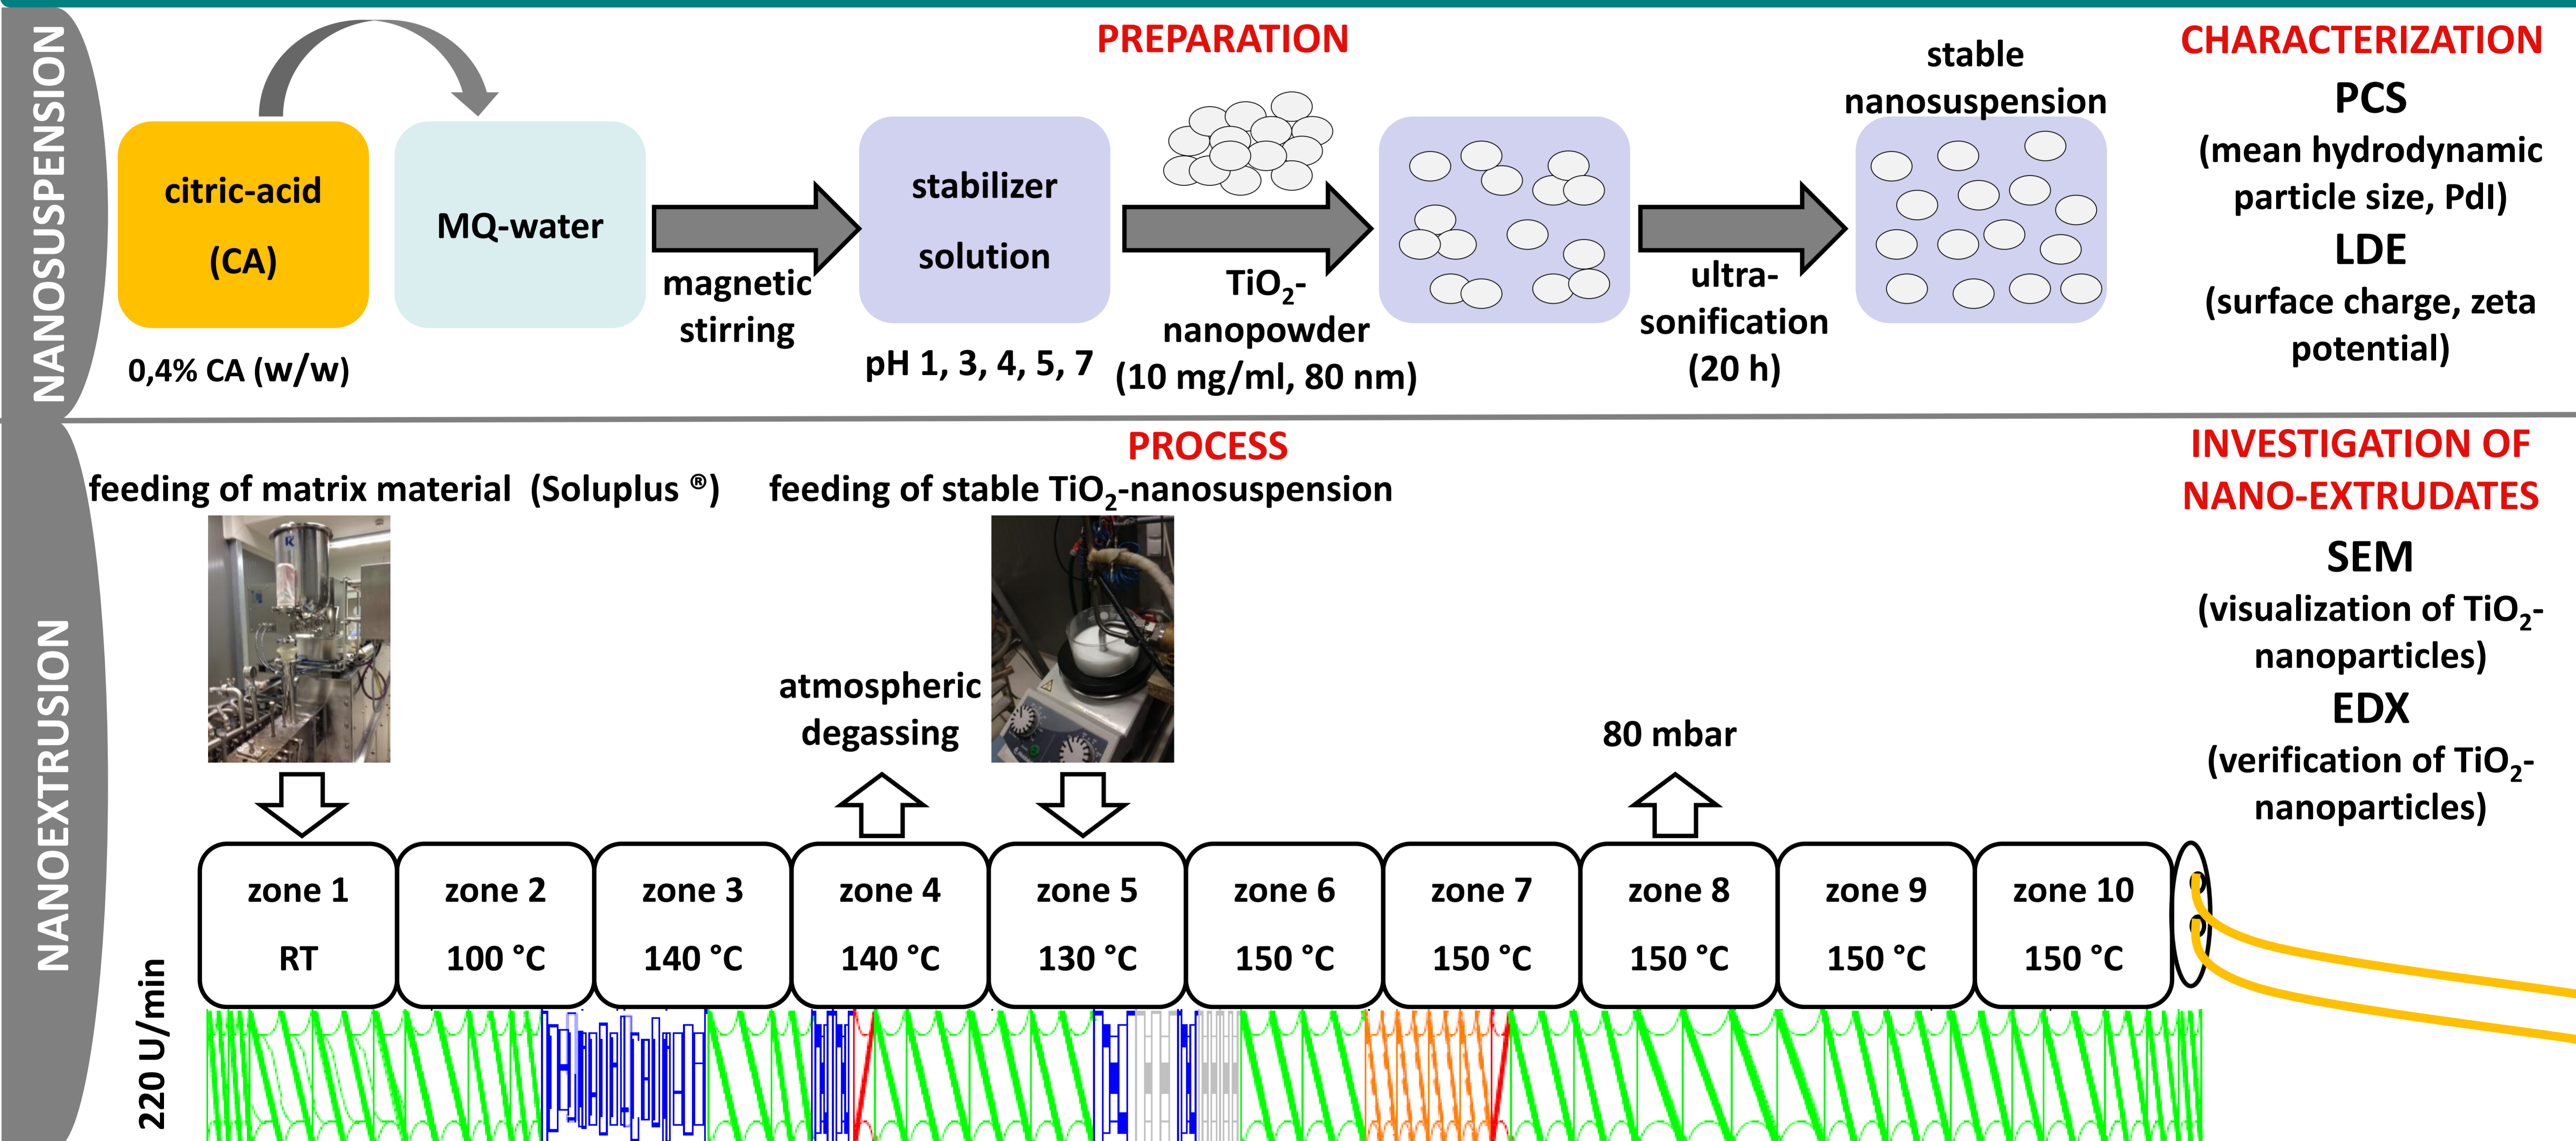 NANOSUSPENSION
PREPARATION
citric-acid
(CA)
0,4% CA (w/w)
MQ-water
magnetic
stirring
stabilizer
solution
pH 1, 3, 4, 5, 7
TiO₂-
nanopowder
(10 mg/ml, 80 nm)
ultra-
sonification
(20 h)
stable
nanosuspension
CHARACTERIZATION
PCS
(mean hydrodynamic
particle size, PdI)
LDE
(surface charge, zeta
potential)
NANOEXTRUSION
PROCESS
feeding of matrix material (Soluplus ®)
feeding of stable TiO₂-nanosuspension
atmospheric
degassing
80 mbar
zone 1
RT
zone 2
100 °C
zone 3
140 °C
zone 4
140 °C
zone 5
130 °C
zone 6
150 °C
zone 7
150 °C
zone 8
150 °C
zone 9
150 °C
zone 10
150 °C
220 U/min
INVESTIGATION OF
NANO-EXTRUDATES
SEM
(visualization of TiO₂-
nanoparticles)
EDX
(verification of TiO₂-
nanoparticles)